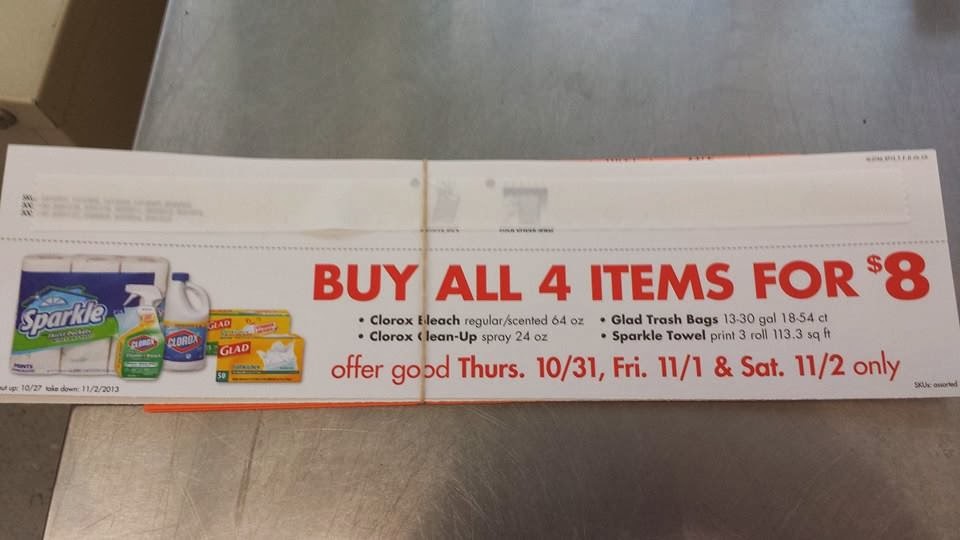 BUY ALL 4 ITEMS FOR $8
• Clorox Bleach regular/scented 64 oz
• Clorox Clean-Up spray 24 oz
• Glad Trash Bags 13-30 gal 18-54 ct
• Sparkle Towel print 3 roll 113.3 sq ft
offer good Thurs. 10/31, Fri. 11/1 & Sat. 11/2 only
up: 10/27 take down: 11/2/2013
SKUs: assorted
Sparkle
PRINTS
CLOROX
CLOROX
GLAD
GLAD
50